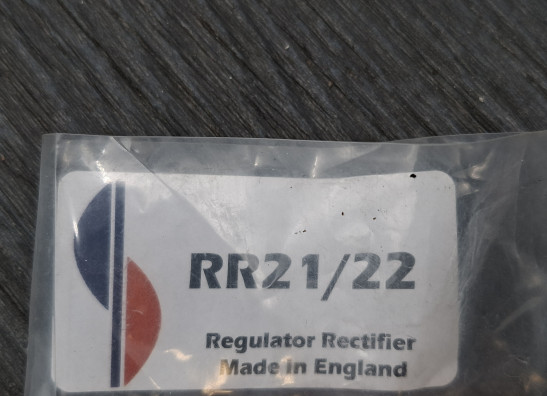 RR21/22
Regulator Rectifier
Made in England